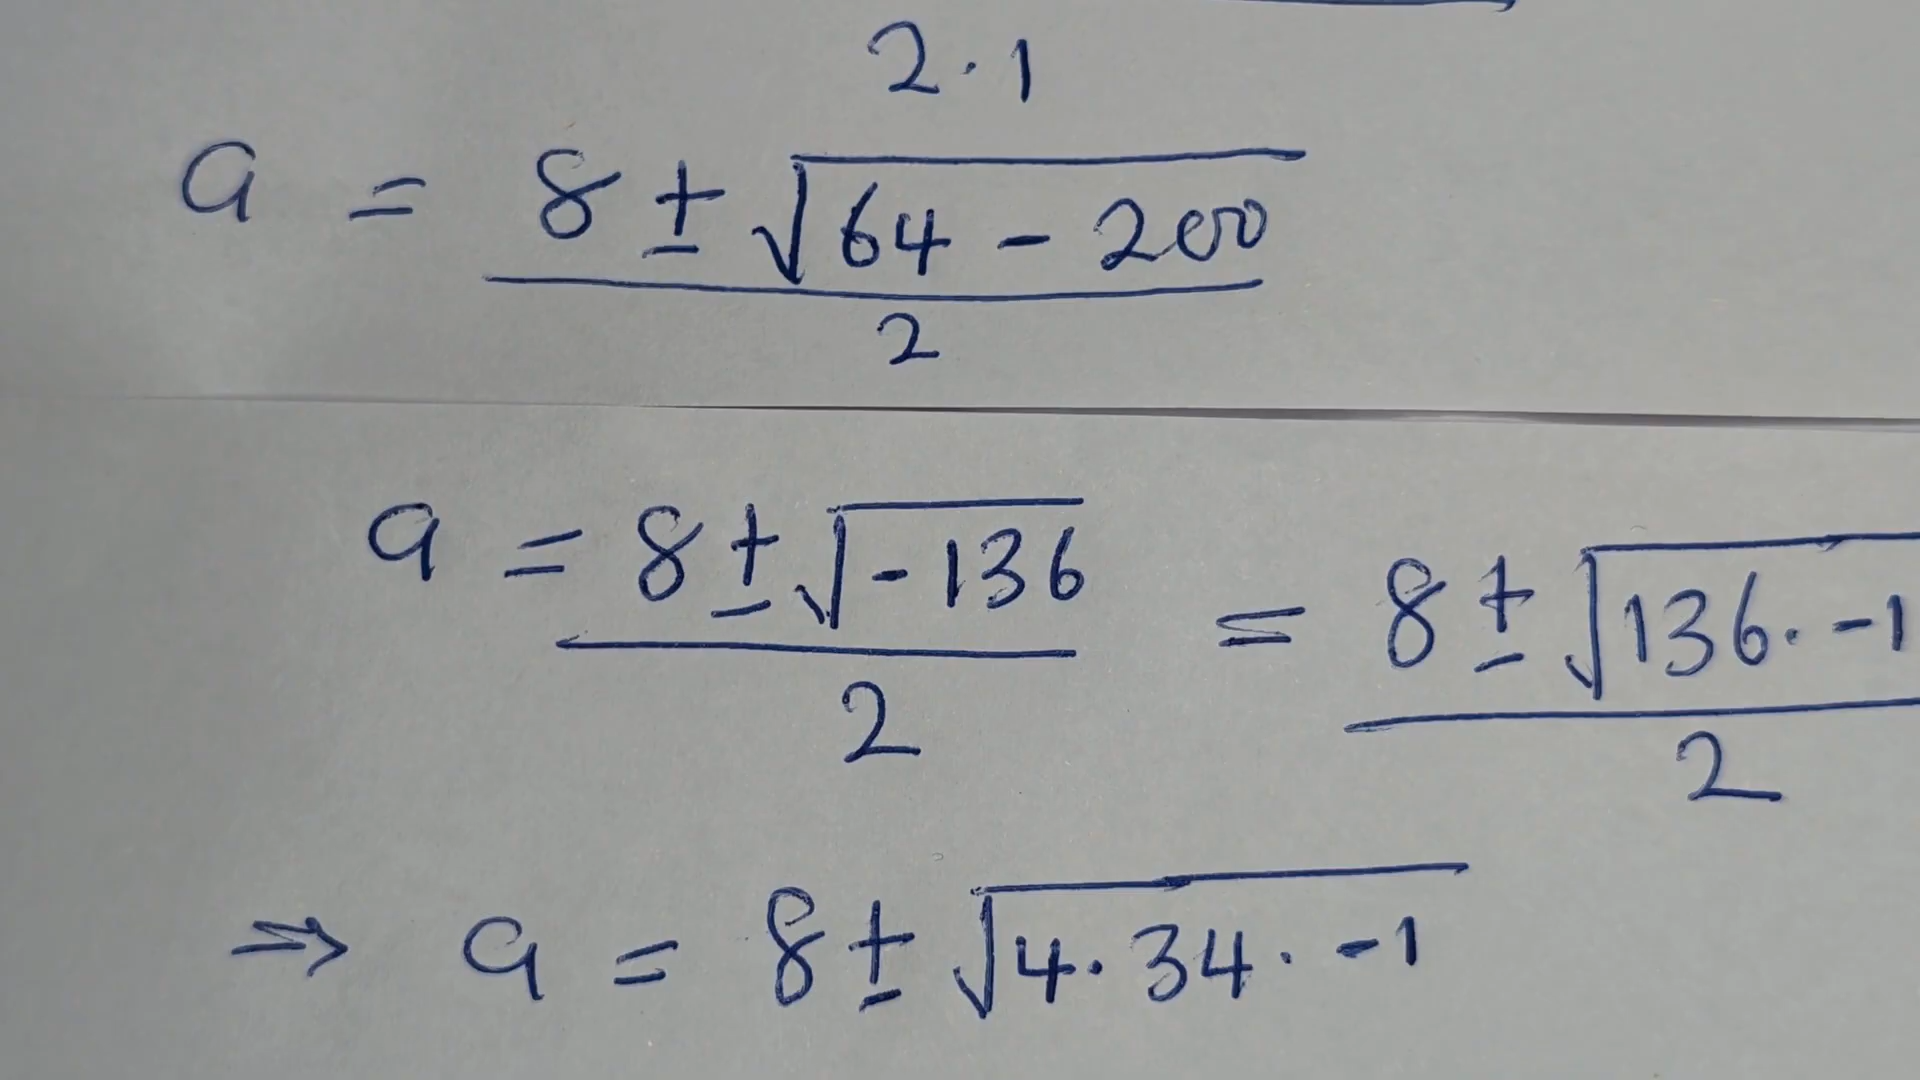 2 · 1
a = 8 ± √64 - 200
2
a = 8 ± √-136 = 8 ± √136 · -1
2 2
⇒ a = 8 ± √4 · 34 · -1